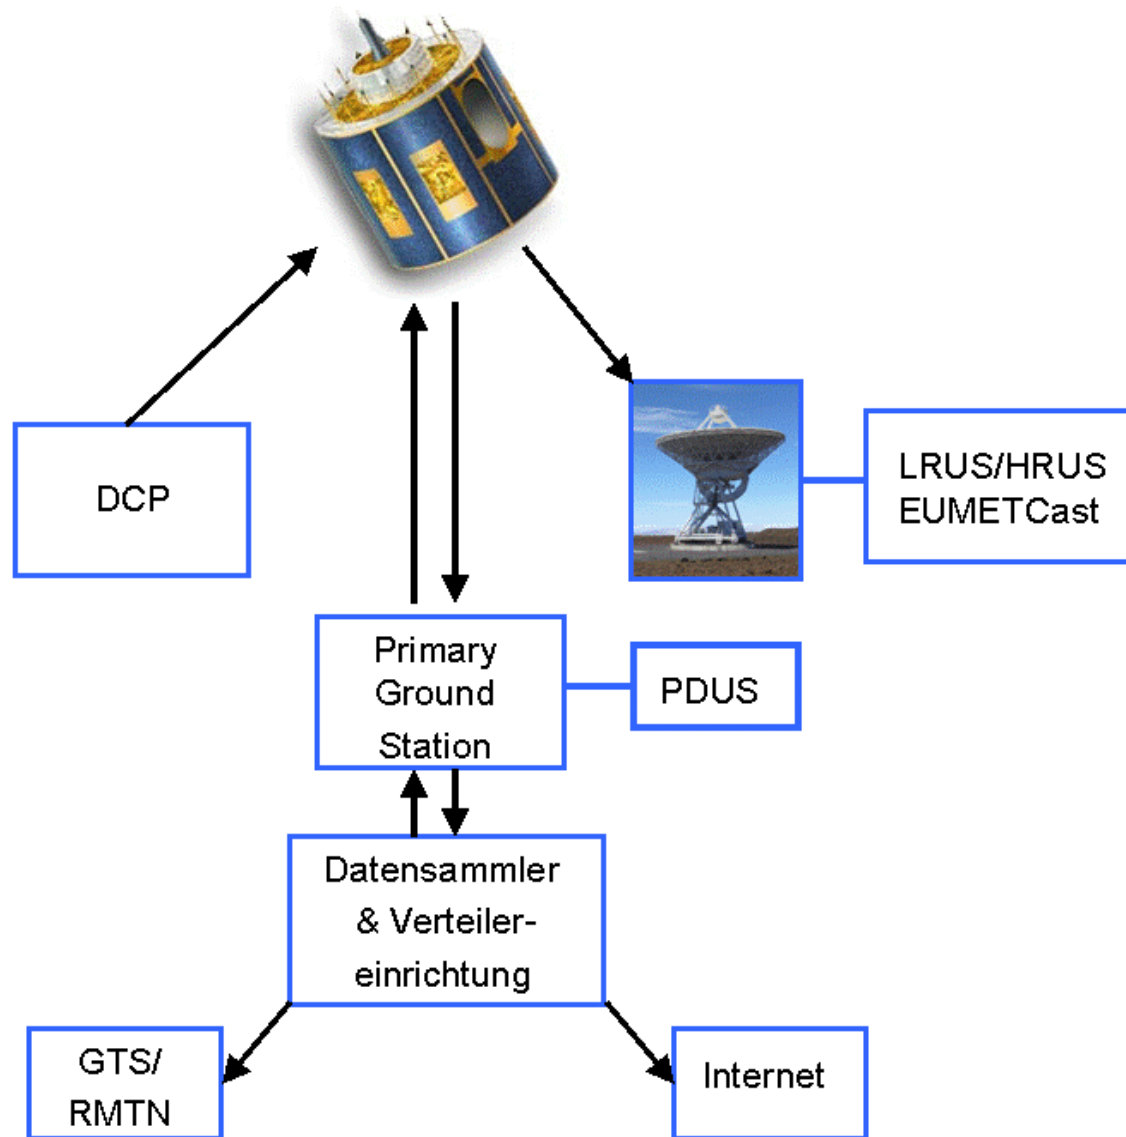 DCP
LRUS/HRUS
EUMETCast
Primary
Ground
Station
PDUS
Datensammler
& Verteiler-
einrichtung
GTS/
RMTN
Internet